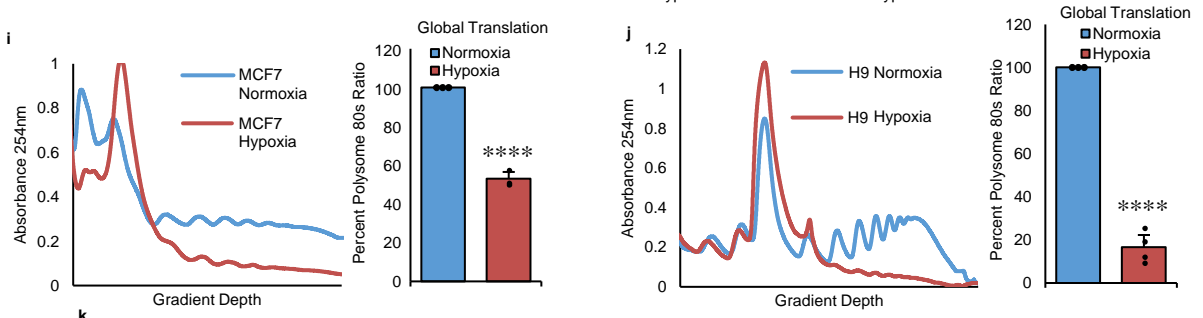 i
Global Translation
Normoxia
Hypoxia
Percent Polysome 80s Ratio
120
100
80
60
40
20
0
****
Absorbance 254nm
1
0.8
0.6
0.4
0.2
0
MCF7
Normoxia
MCF7
Hypoxia
Gradient Depth
j
Absorbance 254nm
1.2
1
0.8
0.6
0.4
0.2
0
H9 Normoxia
H9 Hypoxia
Gradient Depth
Global Translation
Normoxia
Hypoxia
Percent Polysome 80s Ratio
120
100
80
60
40
20
0
****
k